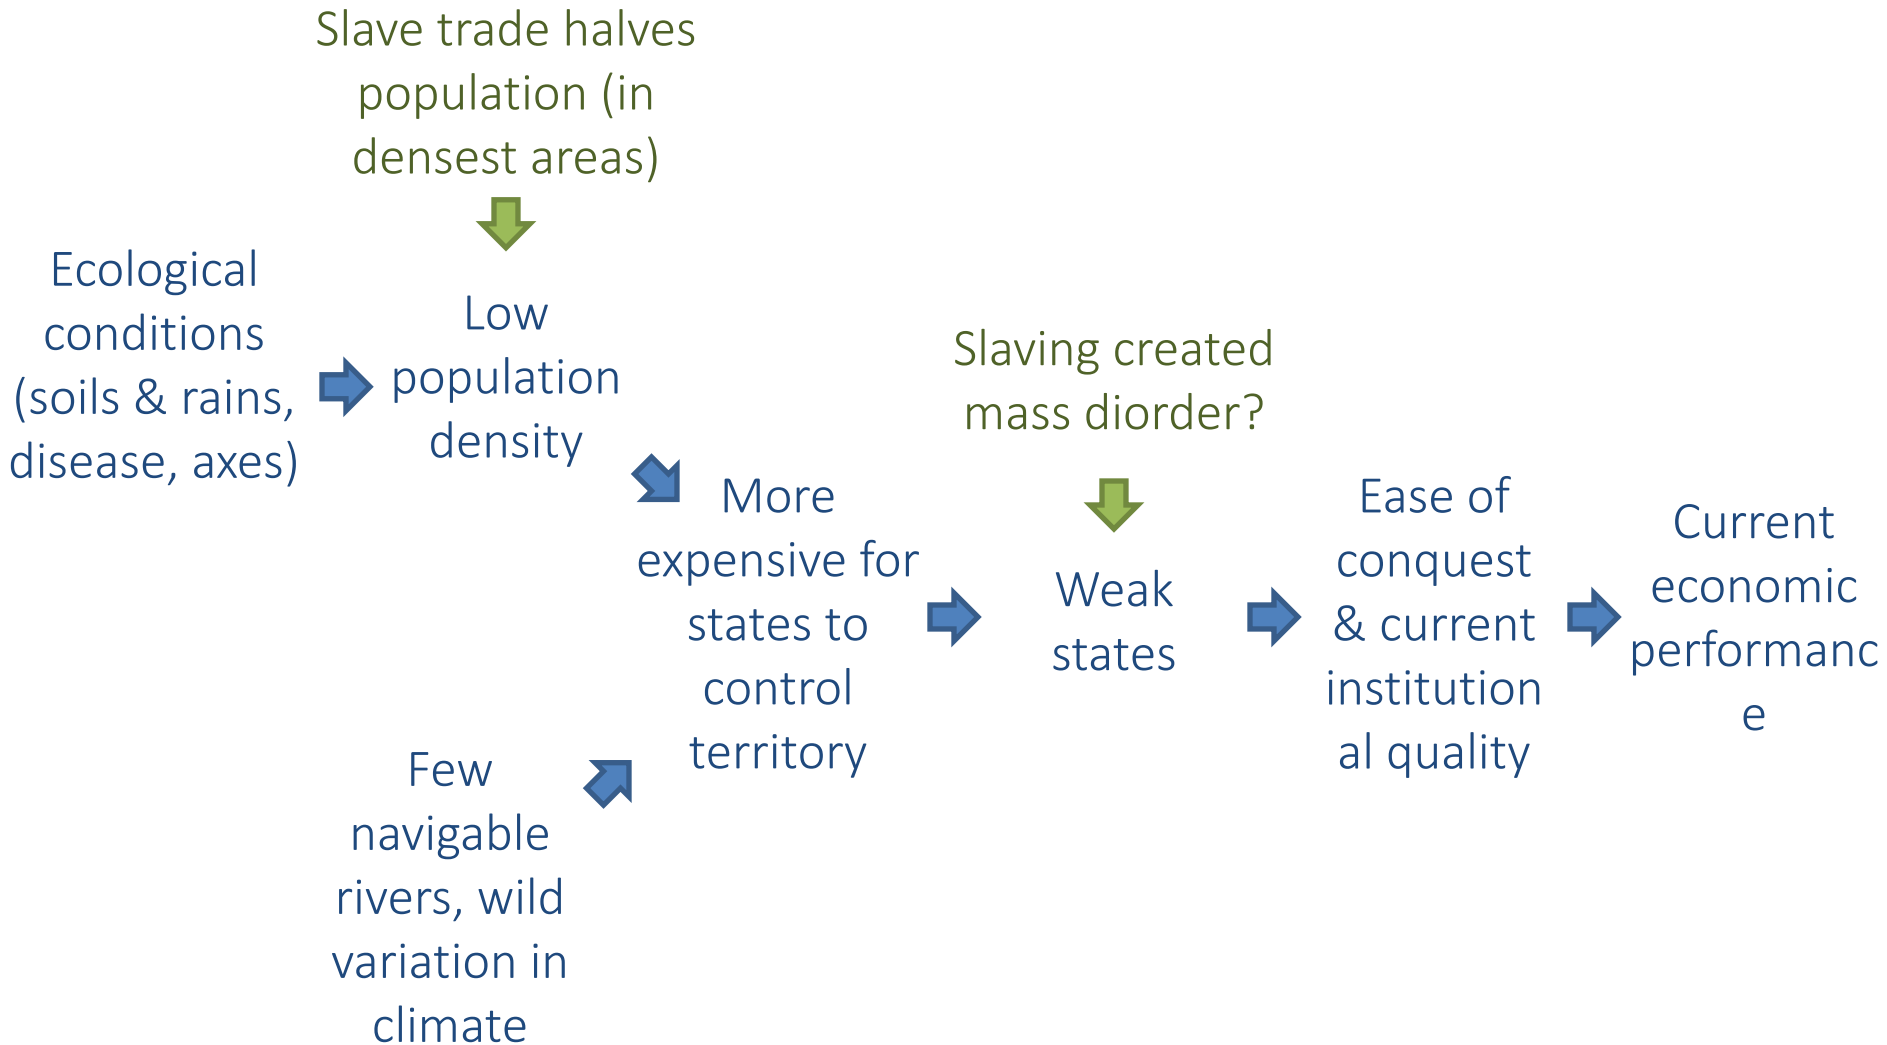 Slave trade halves
population (in
densest areas)
Ecological
conditions
(soils & rains,
disease, axes)
Low
population
density
Few
navigable
rivers, wild
variation in
climate
More
expensive for
states to
control
territory
Slaving created
mass diorder?
Weak
states
Ease of
conquest
& current
institution
al quality
Current
economic
performanc
e